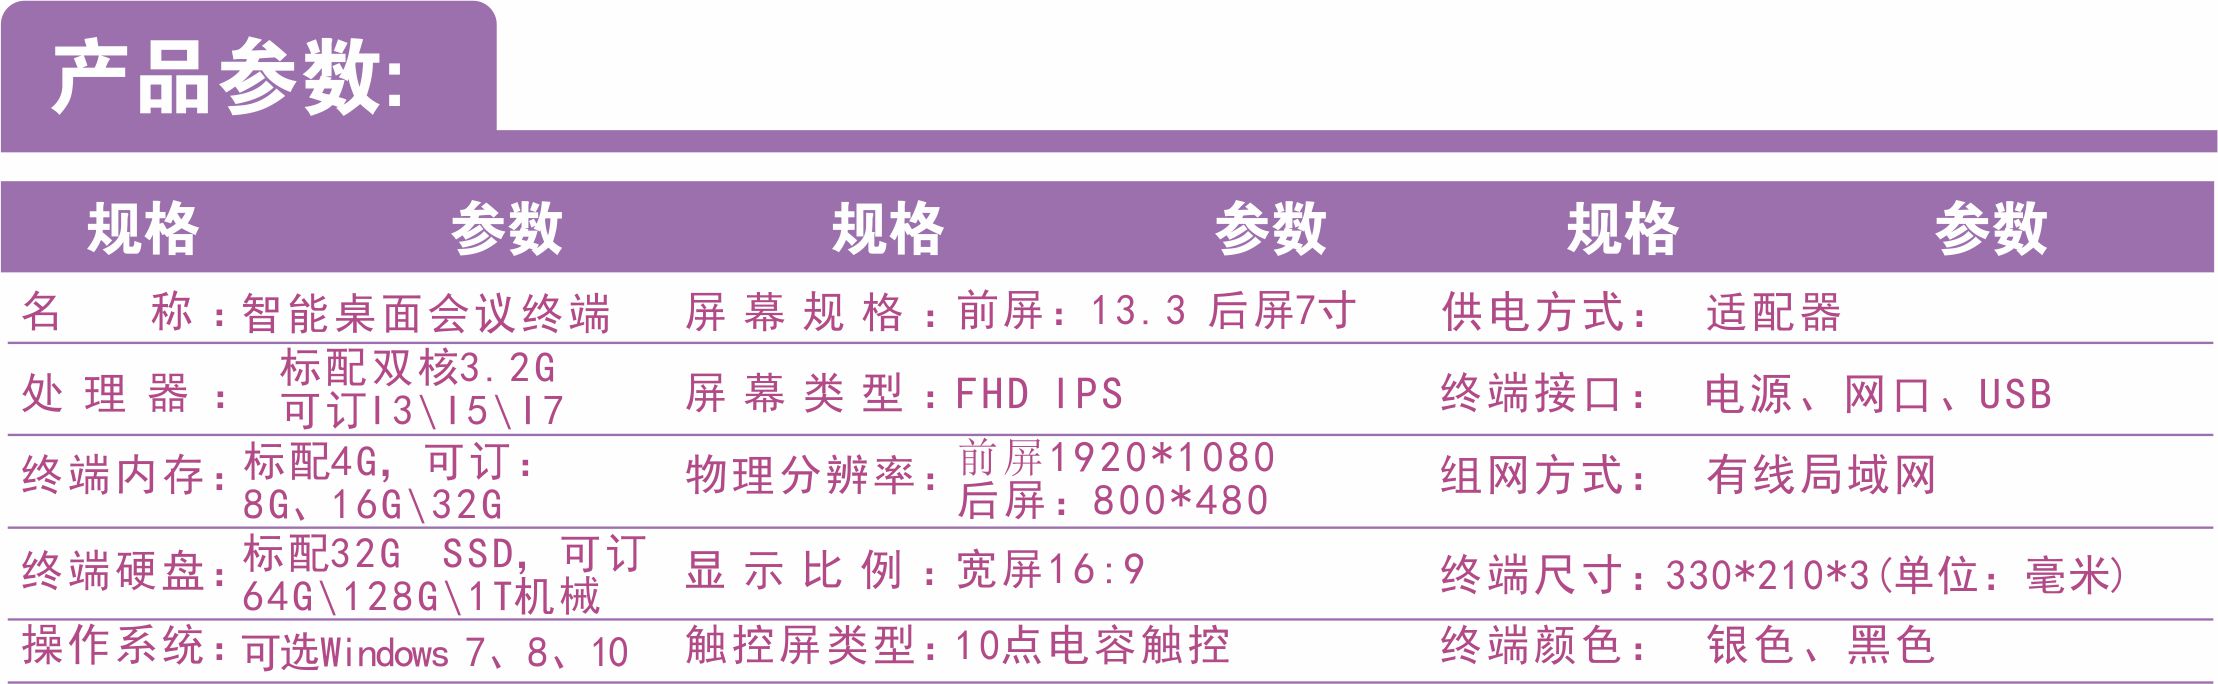 产品参数:
规格 参数 规格 参数 规格 参数
名 称：智能桌面会议终端 屏幕规格：前屏：13.3 后屏7寸 供电方式： 适配器
处理器： 标配双核3.2G
可订I3\I5\I7 屏幕类型：FHD IPS 终端接口： 电源、网口、USB
终端内存：标配4G，可订：
8G、16G\32G 物理分辨率：前屏1920*1080
后屏：800*480 组网方式： 有线局域网
终端硬盘：标配32G SSD，可订
64G\128G\1T机械 显示比例：宽屏16:9 终端尺寸：330*210*3(单位：毫米)
操作系统：可选Windows 7、8、10 触控屏类型：10点电容触控 终端颜色： 银色、黑色